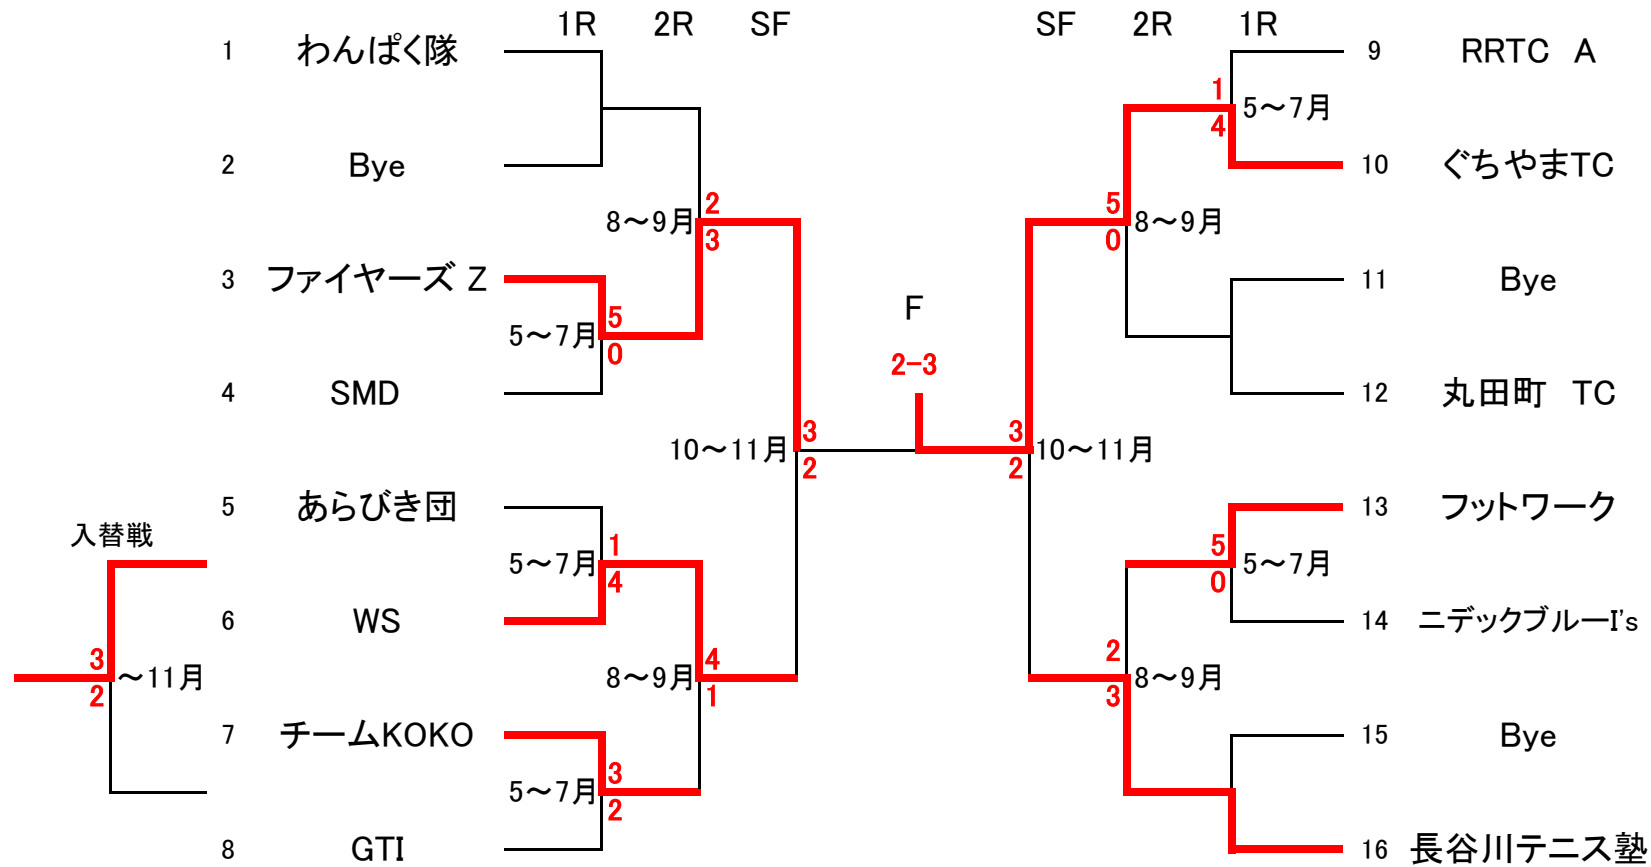 1R 2R SF SF 2R 1R
1 わんぱく隊
9 RRTC A
1
5～7月
4
2 Bye
10 ぐちやまTC
2
8～9月
3
5
8～9月
0
3 ファイヤーズ Z
11 Bye
F
5
5～7月
0
2-3
4 SMD
12 丸田町 TC
3
10～11月
2
3
10～11月
2
5 あらびき団
13 フットワーク
入替戦
1
5～7月
4
5
5～7月
0
6 WS
14 ニデックブルーI's
3
～11月
2
4
8～9月
1
2
8～9月
3
7 チームKOKO
15 Bye
3
5～7月
2
8 GTI
16 長谷川テニス塾